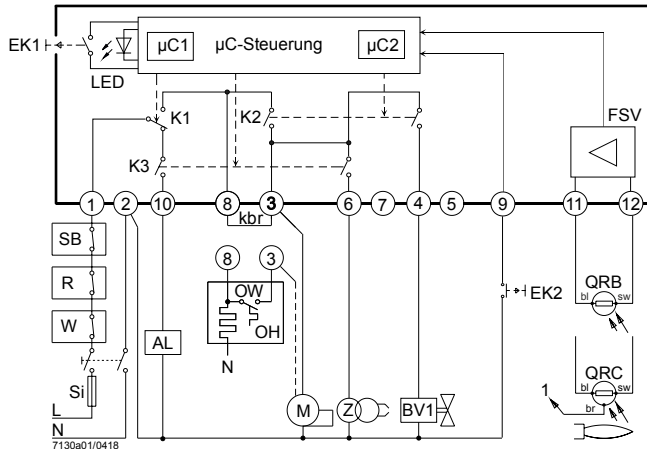 EK1
LED
µC1
µC-Steuerung
µC2
K1
K2
FSV
K3
1
2
10
8
3
6
7
4
5
9
11
12
kbr
SB
R
W
Si
L
N
7130a01/0418
AL
8
3
OW
OH
N
M
Z
BV1
EK2
QRB
bl
sw
QRC
bl
sw
br
1